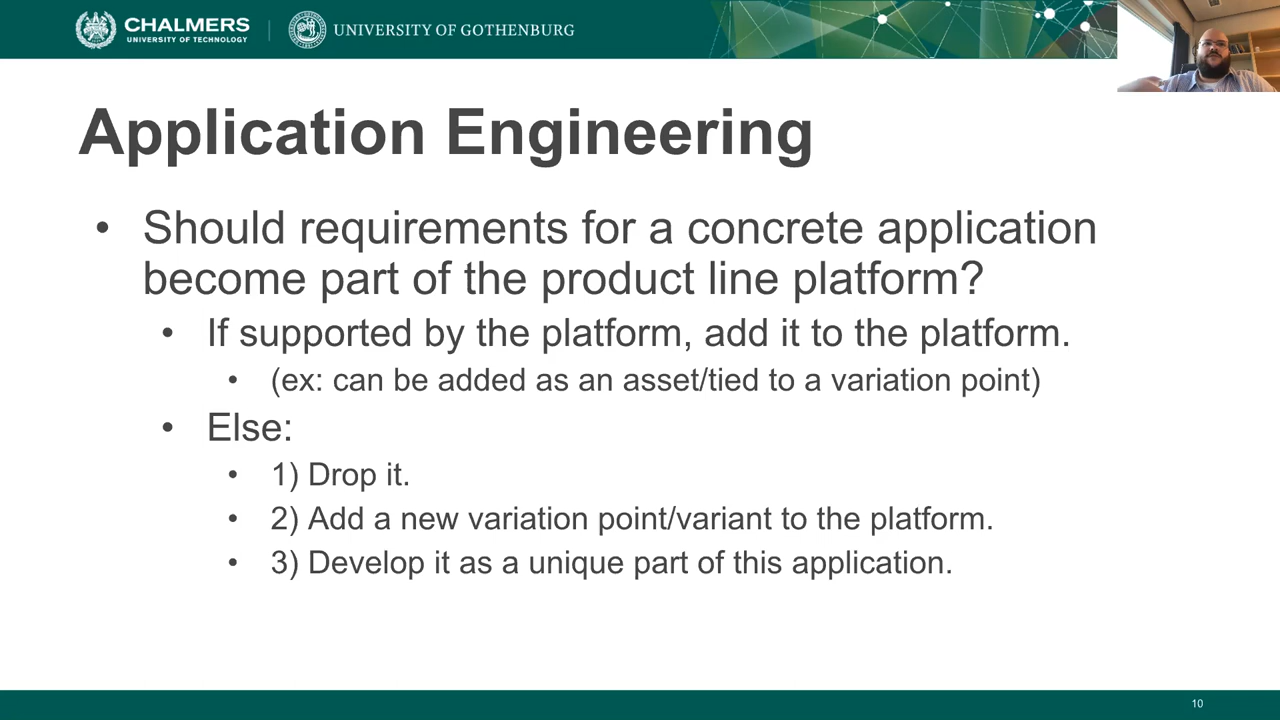 CHALMERS
UNIVERSITY OF TECHNOLOGY
UNIVERSITY OF GOTHENBURG
Application Engineering
• Should requirements for a concrete application
become part of the product line platform?
• If supported by the platform, add it to the platform.
• (ex: can be added as an asset/tied to a variation point)
• Else:
• 1) Drop it.
• 2) Add a new variation point/variant to the platform.
• 3) Develop it as a unique part of this application.
10